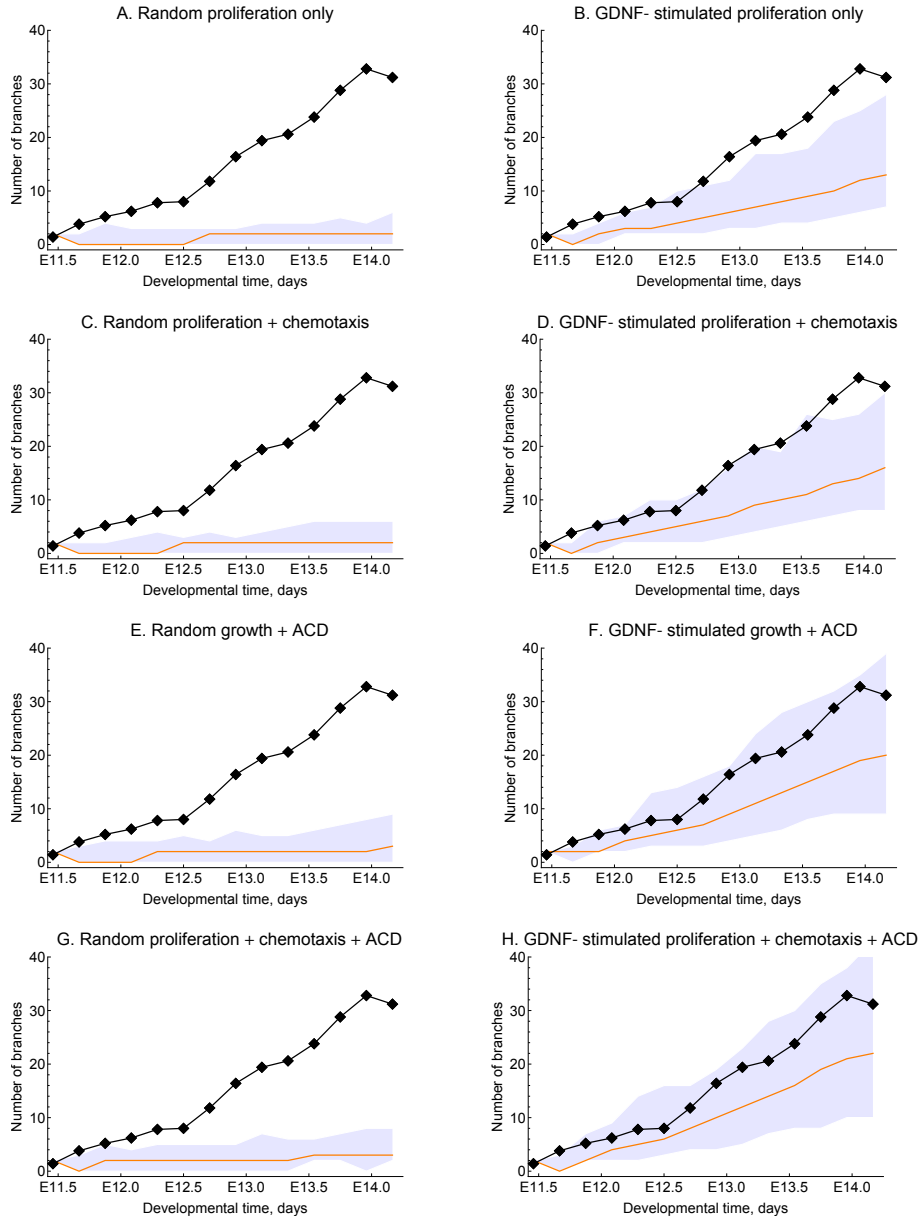 A. Random proliferation only
Number of branches
40
30
20
10
0
E11.5 E12.0 E12.5 E13.0 E13.5 E14.0
Developmental time, days
B. GDNF- stimulated proliferation only
Number of branches
40
30
20
10
0
E11.5 E12.0 E12.5 E13.0 E13.5 E14.0
Developmental time, days
C. Random proliferation + chemotaxis
Number of branches
40
30
20
10
0
E11.5 E12.0 E12.5 E13.0 E13.5 E14.0
Developmental time, days
D. GDNF- stimulated proliferation + chemotaxis
Number of branches
40
30
20
10
0
E11.5 E12.0 E12.5 E13.0 E13.5 E14.0
Developmental time, days
E. Random growth + ACD
Number of branches
40
30
20
10
0
E11.5 E12.0 E12.5 E13.0 E13.5 E14.0
Developmental time, days
F. GDNF- stimulated growth + ACD
Number of branches
40
30
20
10
0
E11.5 E12.0 E12.5 E13.0 E13.5 E14.0
Developmental time, days
G. Random proliferation + chemotaxis + ACD
Number of branches
40
30
20
10
0
E11.5 E12.0 E12.5 E13.0 E13.5 E14.0
Developmental time, days
H. GDNF- stimulated proliferation + chemotaxis + ACD
Number of branches
40
30
20
10
0
E11.5 E12.0 E12.5 E13.0 E13.5 E14.0
Developmental time, days